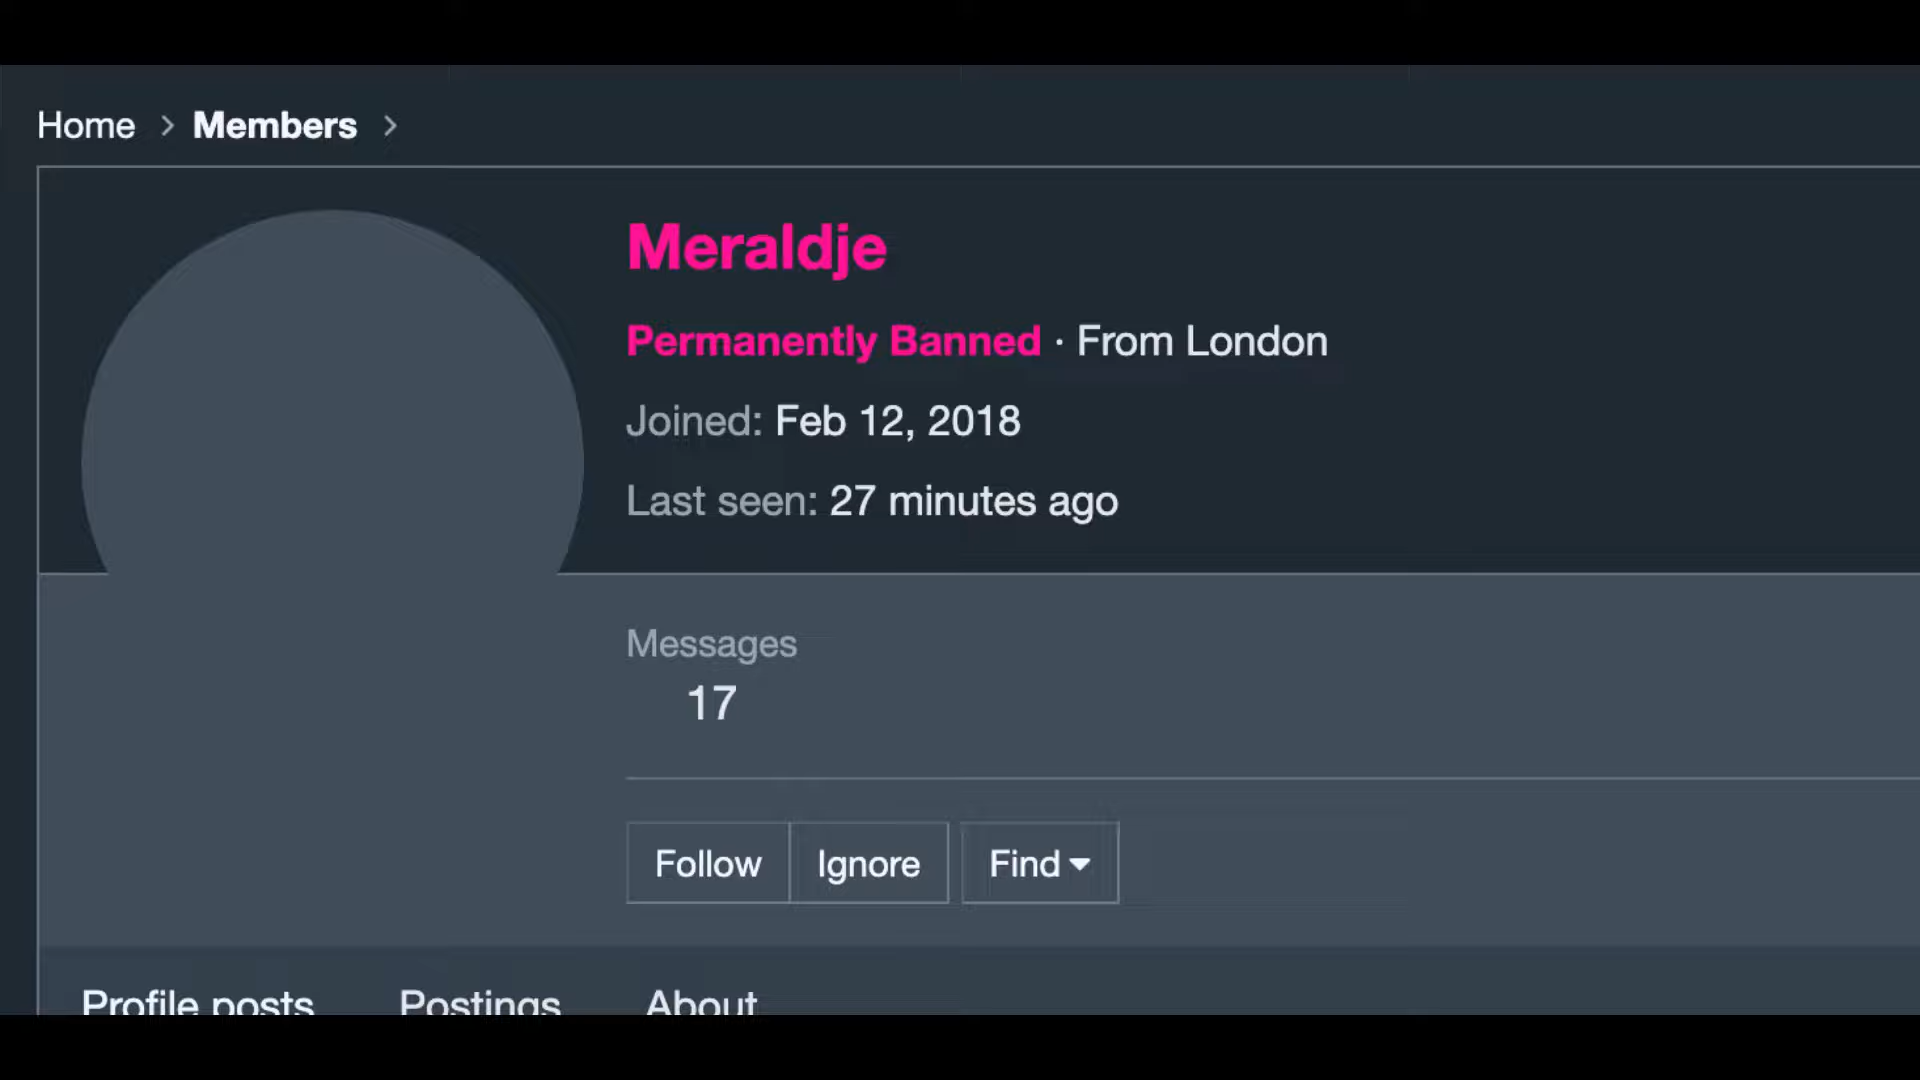 Home > Members >
Meraldje
Permanently Banned · From London
Joined: Feb 12, 2018
Last seen: 27 minutes ago
Messages
17
Follow Ignore Find
Profile posts Postings About